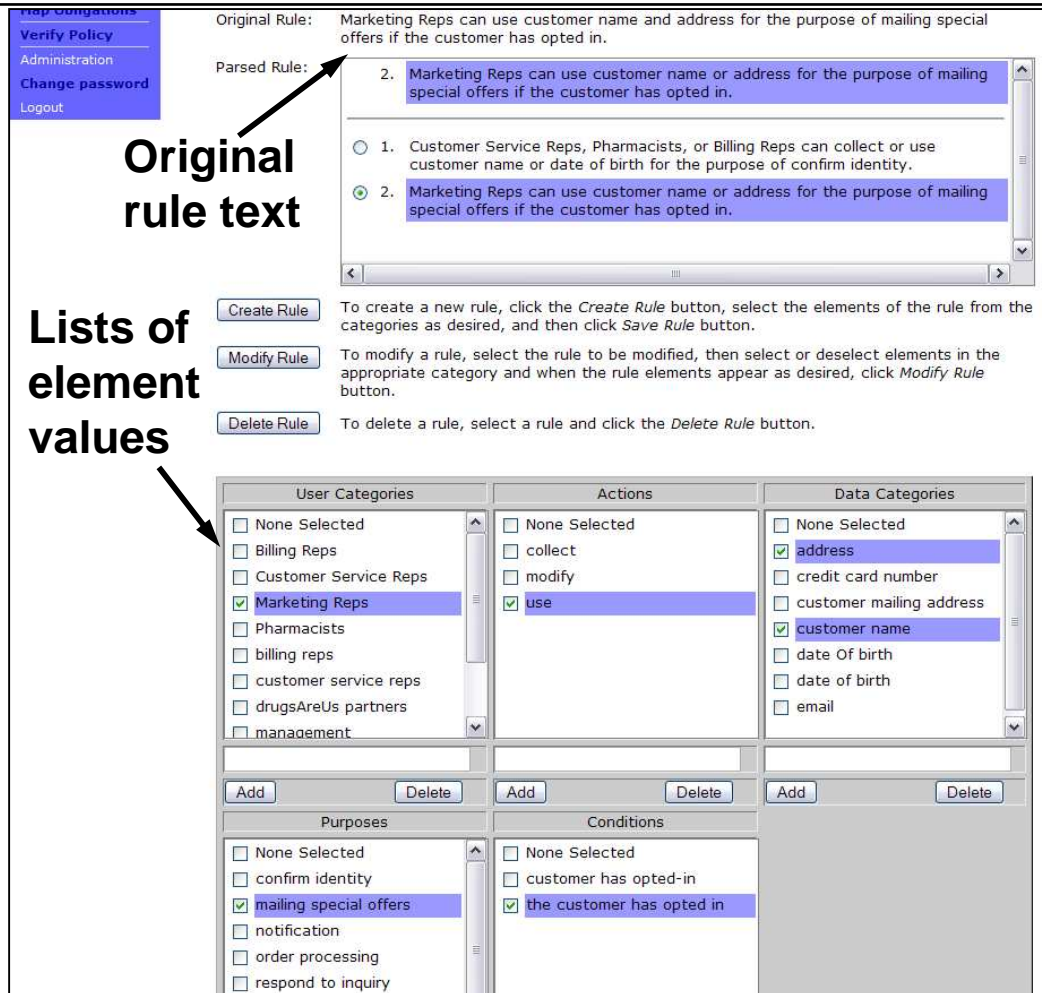 Map Obligations
Verify Policy
Administration
Change password
Logout
Original Rule:
Marketing Reps can use customer name and address for the purpose of mailing special
offers if the customer has opted in.
Parsed Rule:
2. Marketing Reps can use customer name or address for the purpose of mailing
special offers if the customer has opted in.
1. Customer Service Reps, Pharmacists, or Billing Reps can collect or use
customer name or date of birth for the purpose of confirm identity.
2. Marketing Reps can use customer name or address for the purpose of mailing
special offers if the customer has opted in.
Original
rule text
Lists of
element
values
Create Rule
To create a new rule, click the Create Rule button, select the elements of the rule from the
categories as desired, and then click Save Rule button.
Modify Rule
To modify a rule, select the rule to be modified, then select or deselect elements in the
appropriate category and when the rule elements appear as desired, click Modify Rule
button.
Delete Rule
To delete a rule, select a rule and click the Delete Rule button.
User Categories
None Selected
Billing Reps
Customer Service Reps
Marketing Reps
Pharmacists
billing reps
customer service reps
drugsAreUs partners
management
Add
Delete
Actions
None Selected
collect
modify
use
Add
Delete
Data Categories
None Selected
address
credit card number
customer mailing address
customer name
date Of birth
date of birth
email
Add
Delete
Purposes
None Selected
confirm identity
mailing special offers
notification
order processing
respond to inquiry
Conditions
None Selected
customer has opted-in
the customer has opted in